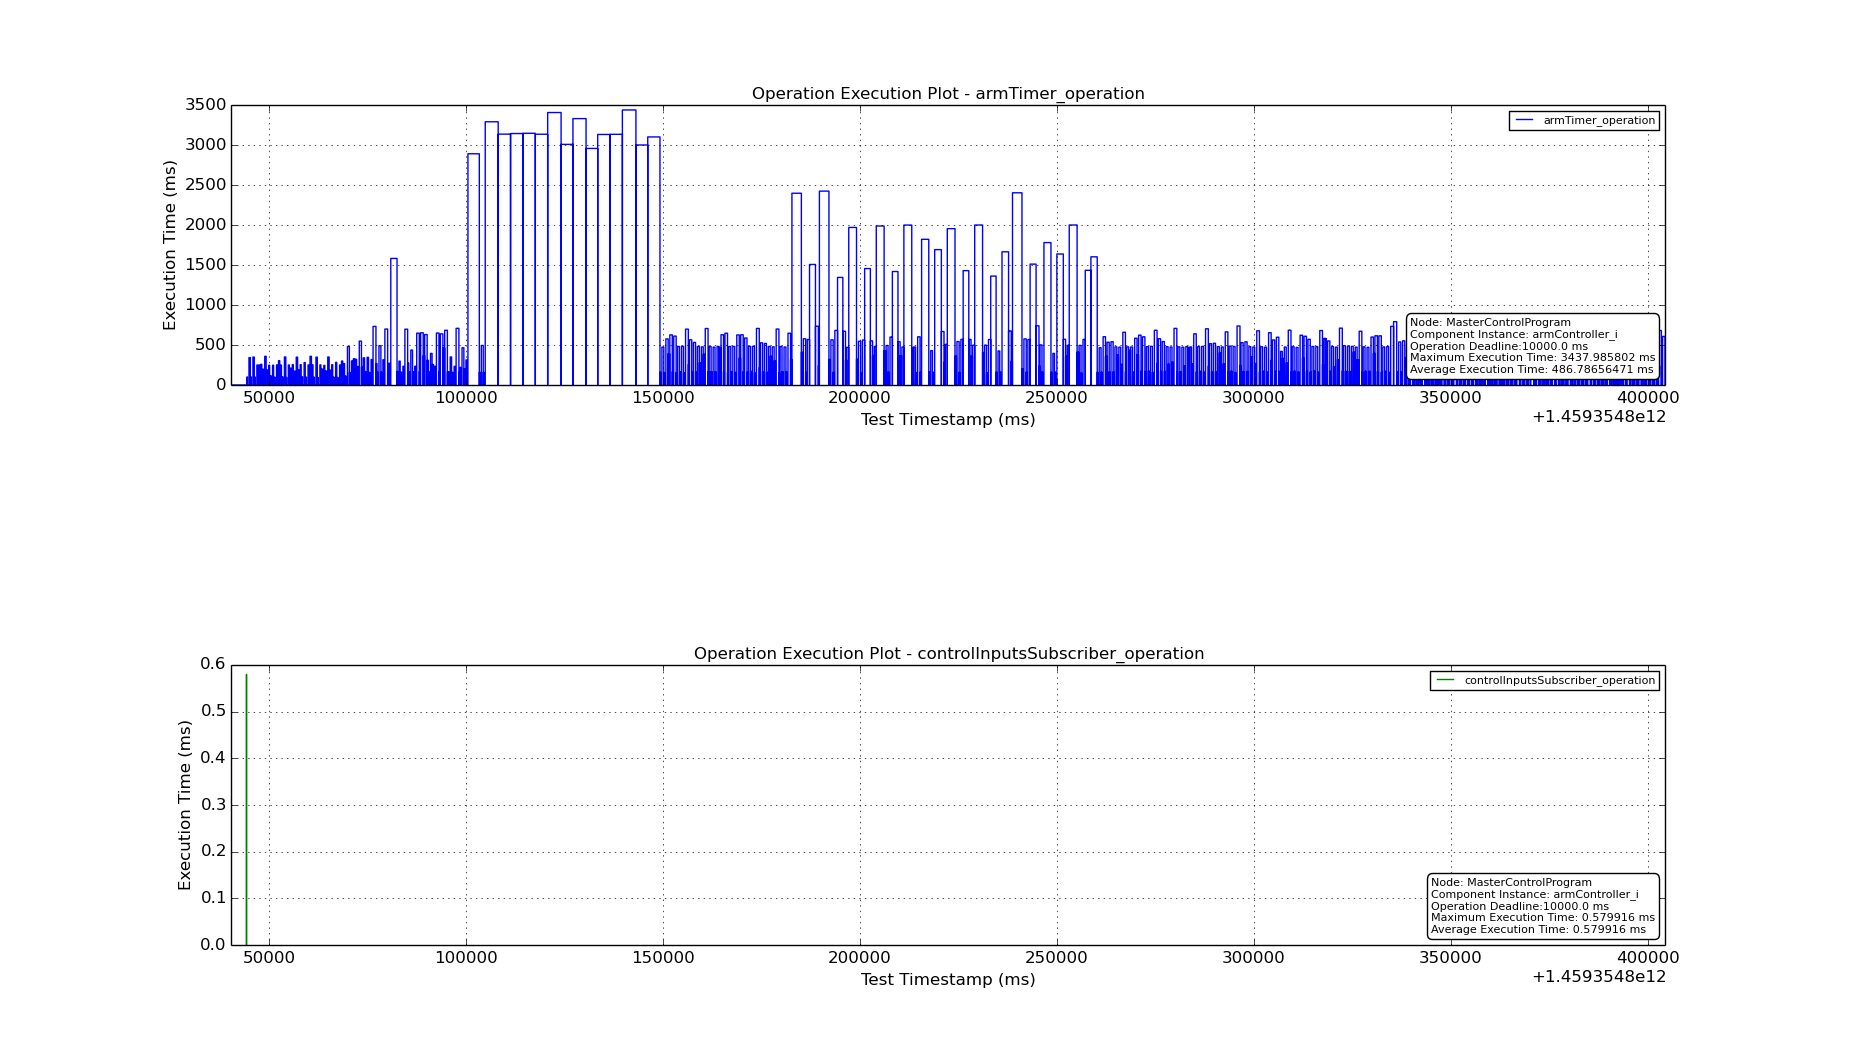 Operation Execution Plot - armTimer_operation
3500
3000
2500
2000
1500
1000
500
0
Execution Time (ms)
armTimer_operation
Node: MasterControlProgram
Component Instance: armController_i
Operation Deadline:10000.0 ms
Maximum Execution Time: 3437.985802 ms
Average Execution Time: 486.78656471 ms
50000 100000 150000 200000 250000 300000 350000 400000
+1.4593548e12
Test Timestamp (ms)
Operation Execution Plot - controlInputsSubscriber_operation
0.6
0.5
0.4
0.3
0.2
0.1
0.0
Execution Time (ms)
controlInputsSubscriber_operation
Node: MasterControlProgram
Component Instance: armController_i
Operation Deadline:10000.0 ms
Maximum Execution Time: 0.579916 ms
Average Execution Time: 0.579916 ms
50000 100000 150000 200000 250000 300000 350000 400000
+1.4593548e12
Test Timestamp (ms)